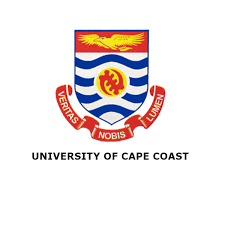 VERITAS NOBIS LUMEN
UNIVERSITY OF CAPE COAST